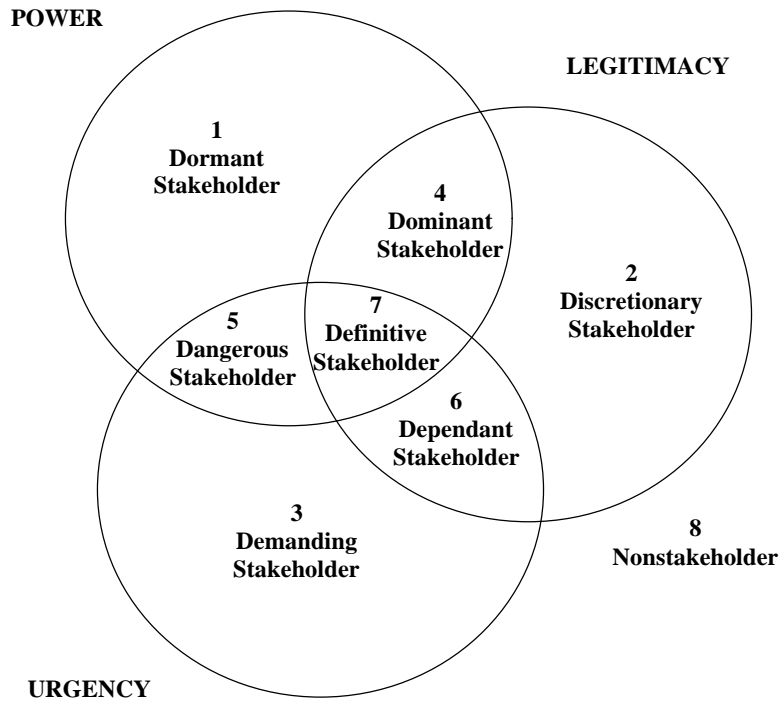 POWER
LEGITIMACY
1
Dormant
Stakeholder
4
Dominant
Stakeholder
2
Discretionary
Stakeholder
5
Dangerous
Stakeholder
7
Definitive
Stakeholder
6
Dependant
Stakeholder
3
Demanding
Stakeholder
8
Nonstakeholder
URGENCY